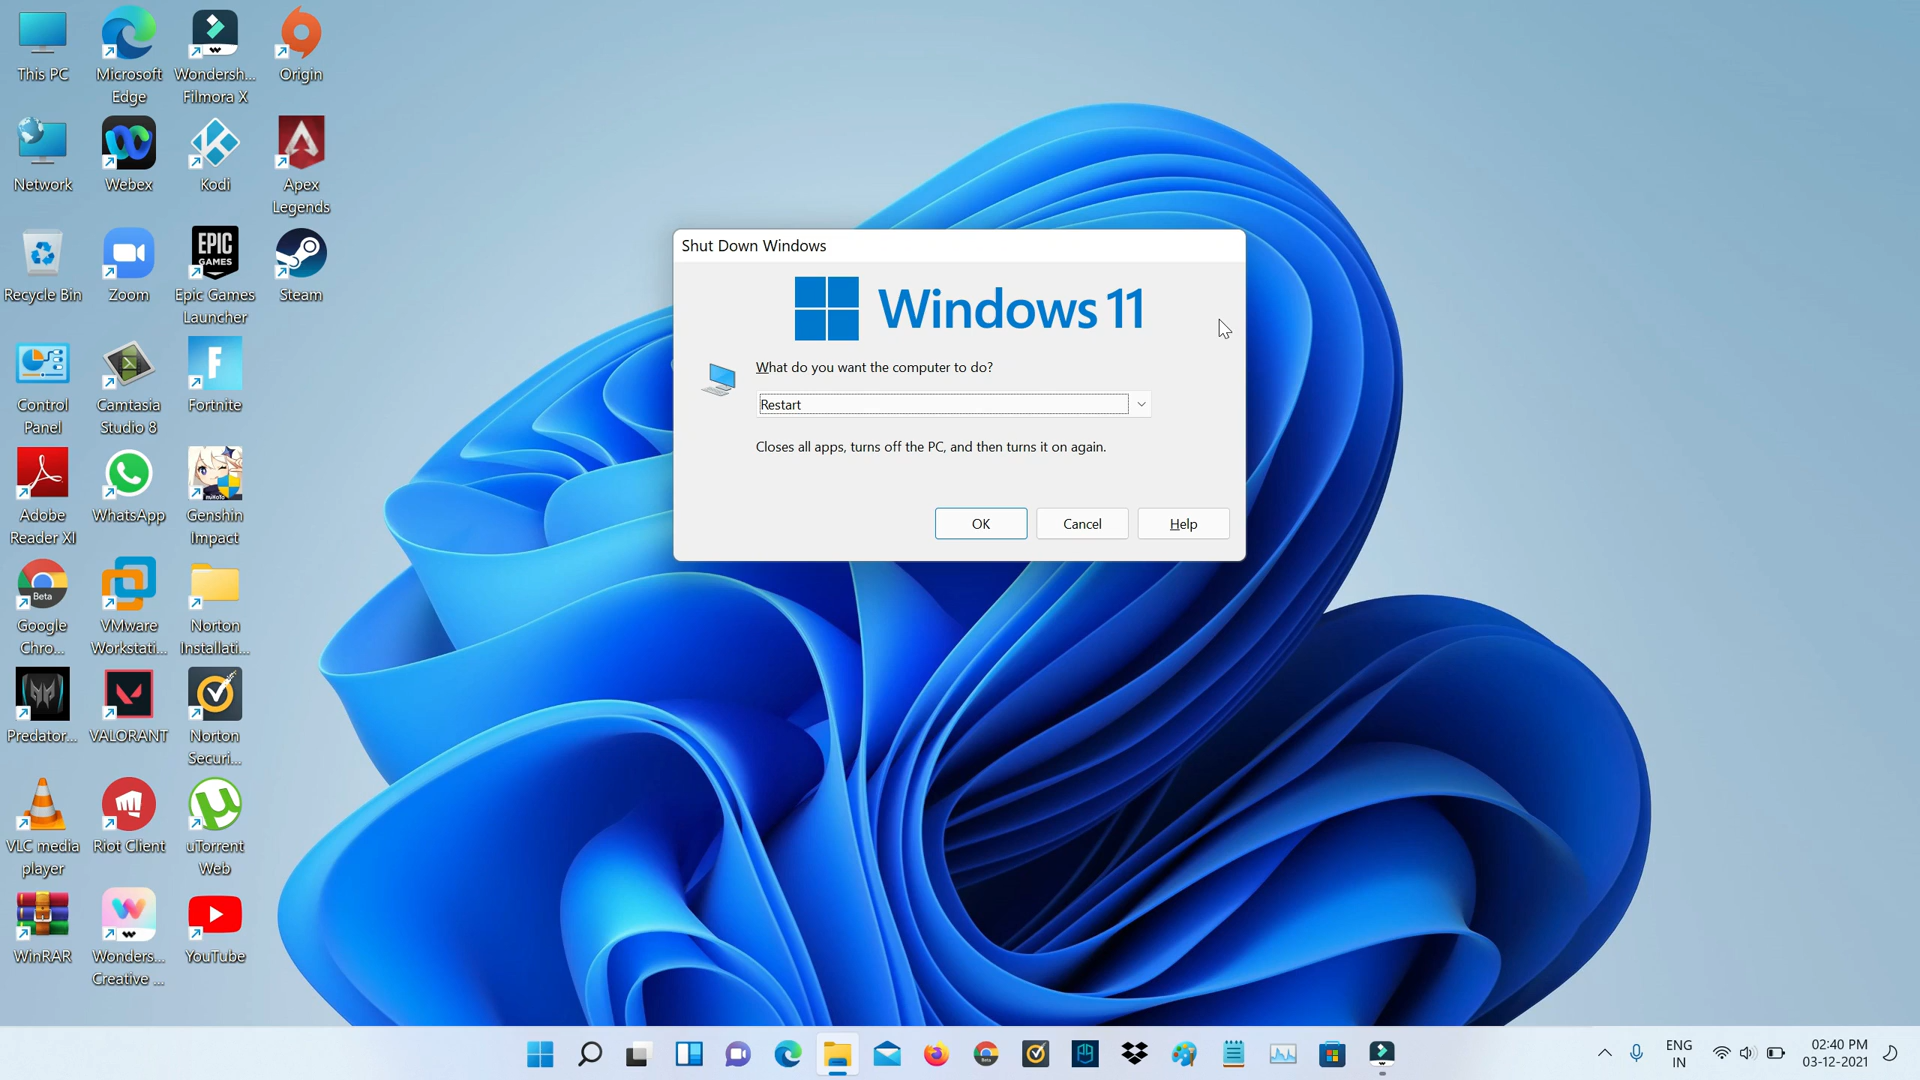 This PC
Microsoft
Edge
Wondersh...
Filmora X
Origin
Network
Webex
Kodi
Apex
Legends
Recycle Bin
Zoom
EPIC
GAMES
Epic Games
Launcher
Steam
Control
Panel
Camtasia
Studio 8
Fortnite
Adobe
Reader XI
WhatsApp
Genshin
Impact
Beta
Google
Chro...
VMware
Workstati...
Norton
Installati...
Predator...
VALORANT
Norton
Securi...
VLC media
player
Riot Client
uTorrent
Web
WinRAR
Wonders...
Creative ...
YouTube
Shut Down Windows
Windows 11
What do you want the computer to do?
Restart
Closes all apps, turns off the PC, and then turns it on again.
OK
Cancel
Help
ENG
IN
02:40 PM
03-12-2021